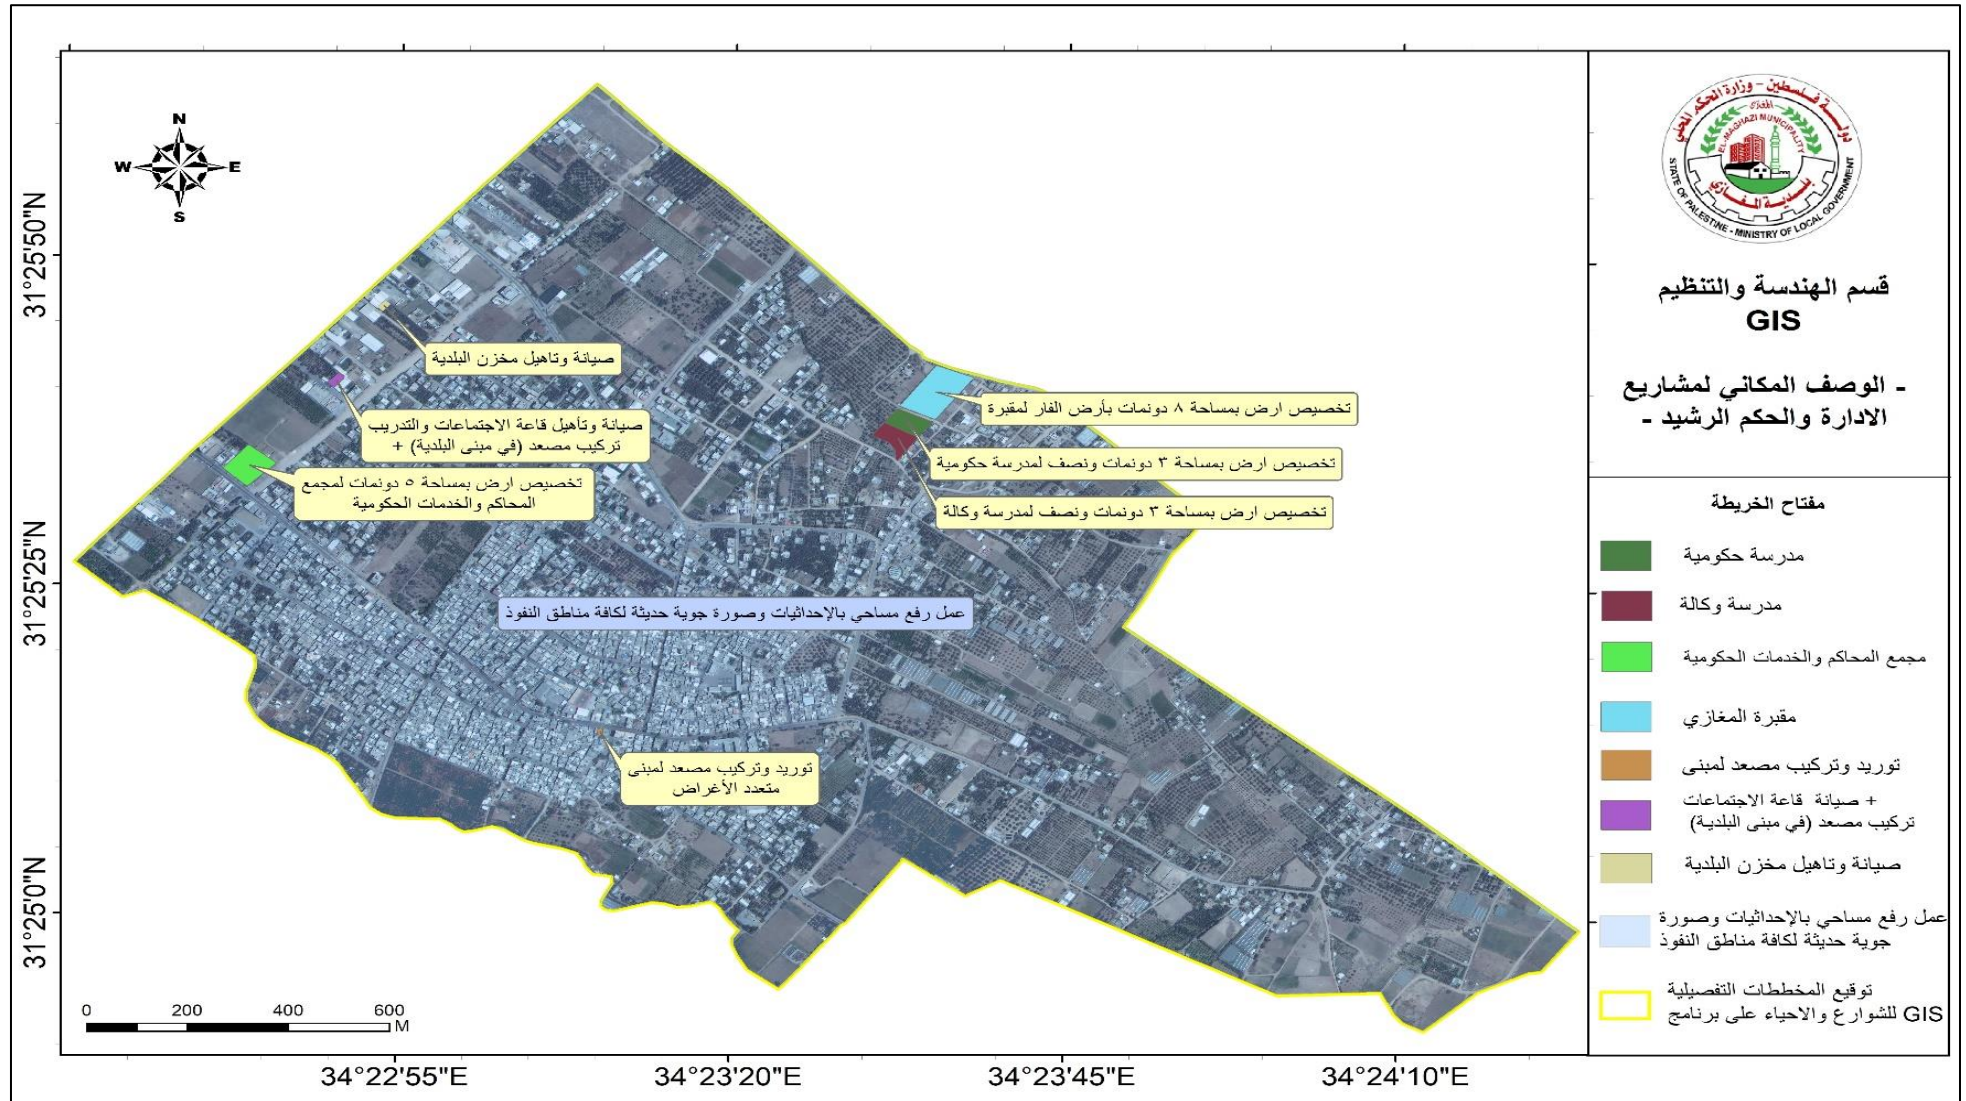 N
W
E
S
صيانة وتاهيل مخزن البلدية
صيانة وتأهيل قاعة الاجتماعات والتدريب
تركيب مصعد (في مبنى البلدية) +
تخصيص ارض بمساحة ٥ دونمات لمجمع
المحاكم والخدمات الحكومية
تخصيص ارض بمساحة ٨ دونمات بأرض الفار لمقبرة
تخصيص ارض بمساحة ٣ دونمات ونصف لمدرسة حكومية
تخصيص ارض بمساحة ٣ دونمات ونصف لمدرسة وكالة
عمل رفع مساحي بالإحداثيات وصورة جوية حديثة لكافة مناطق النفوذ
توريد وتركيب مصعد لمبنى
متعدد الأغراض
31°25'50"N
31°25'25"N
31°25'0"N
0 200 400 600
M
34°22'55"E
34°23'20"E
34°23'45"E
34°24'10"E
دولة فلسطين - وزارة الحكم المحلي
المغازي
EL-MAGHAZI MUNICIPALITY
بلدية المغازي
STATE OF PALESTINE - MINISTRY OF LOCAL GOVERNMENT
قسم الهندسة والتنظيم
GIS
- الوصف المكاني لمشاريع
الادارة والحكم الرشيد -
مفتاح الخريطة
مدرسة حكومية
مدرسة وكالة
مجمع المحاكم والخدمات الحكومية
مقبرة المغازي
توريد وتركيب مصعد لمبنى
+ صيانة قاعة الاجتماعات
تركيب مصعد (في مبنى البلدية)
صيانة وتاهيل مخزن البلدية
عمل رفع مساحي بالإحداثيات وصورة
جوية حديثة لكافة مناطق النفوذ
توقيع المخططات التفصيلية
GIS للشوارع والاحياء على برنامج